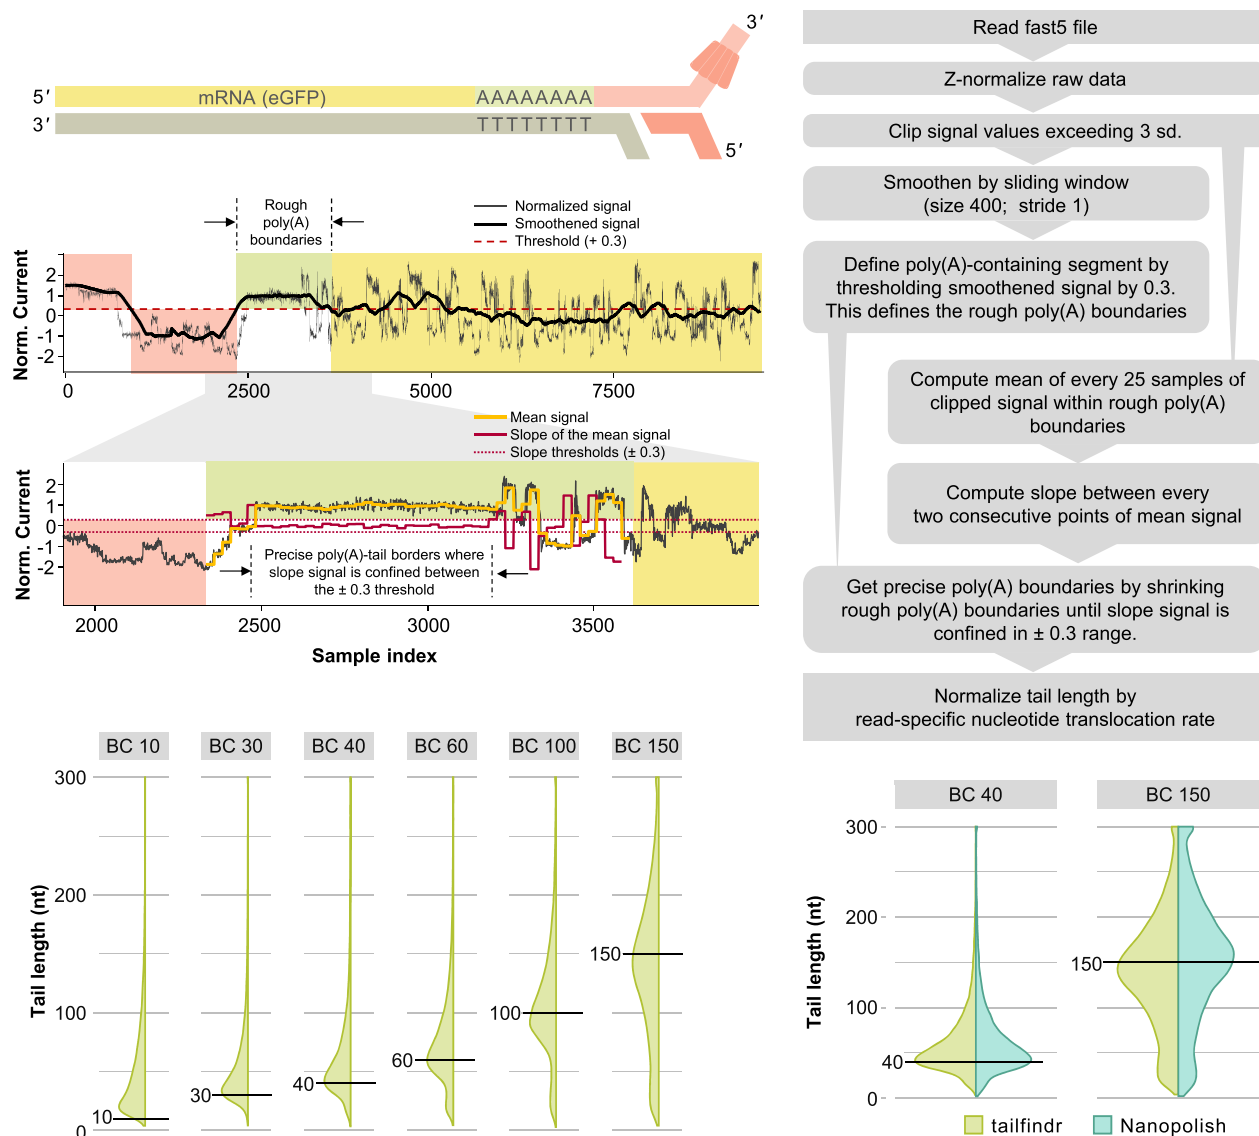 3′
5′
mRNA (eGFP)
AAAAAAAA
3′
TTTTTTTT
5′
Rough
poly(A)
boundaries
Normalized signal
Smoothened signal
Threshold (+ 0.3)
Norm. Current
2
1
0
-1
-2
0
2500
5000
7500
Mean signal
Slope of the mean signal
Slope thresholds (± 0.3)
Norm. Current
2
1
0
-1
-2
Precise poly(A)-tail borders where
slope signal is confined between
the ± 0.3 threshold
2000
2500
3000
3500
Sample index
Read fast5 file
Z-normalize raw data
Clip signal values exceeding 3 sd.
Smoothen by sliding window
(size 400; stride 1)
Define poly(A)-containing segment by
thresholding smoothened signal by 0.3.
This defines the rough poly(A) boundaries
Compute mean of every 25 samples of
clipped signal within rough poly(A)
boundaries
Compute slope between every
two consecutive points of mean signal
Get precise poly(A) boundaries by shrinking
rough poly(A) boundaries until slope signal is
confined in ± 0.3 range.
Normalize tail length by
read-specific nucleotide translocation rate
BC 10
BC 30
BC 40
BC 60
BC 100
BC 150
Tail length (nt)
300
200
100
0
10
30
40
60
100
150
BC 40
BC 150
Tail length (nt)
300
200
100
0
40
150
tailfindr
Nanopolish